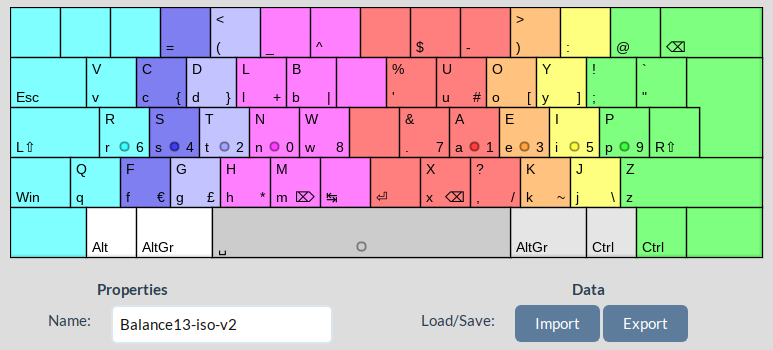 < >
= ( _ ^ $ - ) : @ ⌫
V C D L B % U O Y ! `
Esc v c { d } l + b | ' u # o [ y ] ; "
R S T N W & A E I P
L⇧ r 6 s 4 t 2 n 0 w 8 . 7 a 1 e 3 i 5 p 9 R⇧
Q F G H M X ? K J Z
Win q f € g £ h * m ⌦ ↹ ⏎ x ⌫ , / k ~ j \ z
Alt AltGr ␣ AltGr Ctrl Ctrl
Properties Data
Name: Balance13-iso-v2 Load/Save: Import Export